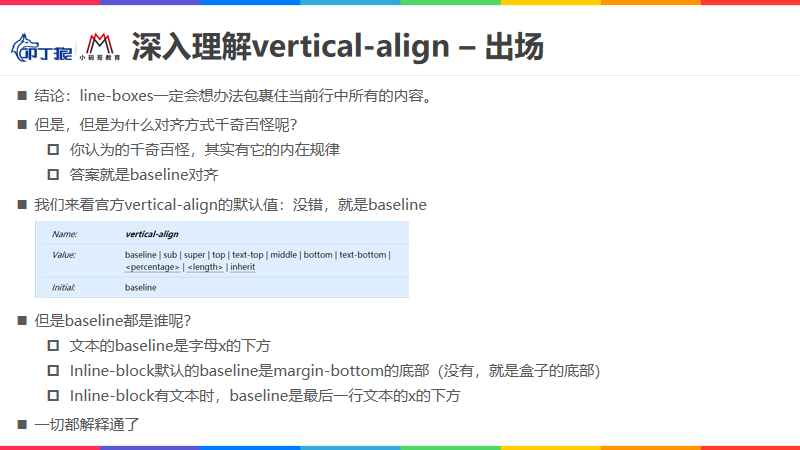 叩丁狼
小码哥教育
深入理解vertical-align – 出场
结论：line-boxes一定会想办法包裹住当前行中所有的内容。
但是，但是为什么对齐方式千奇百怪呢？
你认为的千奇百怪，其实有它的内在规律
答案就是baseline对齐
我们来看官方vertical-align的默认值：没错，就是baseline
Name: vertical-align
Value: baseline | sub | super | top | text-top | middle | bottom | text-bottom |
<percentage> | <length> | inherit
Initial: baseline
但是baseline都是谁呢？
文本的baseline是字母x的下方
Inline-block默认的baseline是margin-bottom的底部（没有，就是盒子的底部）
Inline-block有文本时，baseline是最后一行文本的x的下方
一切都解释通了